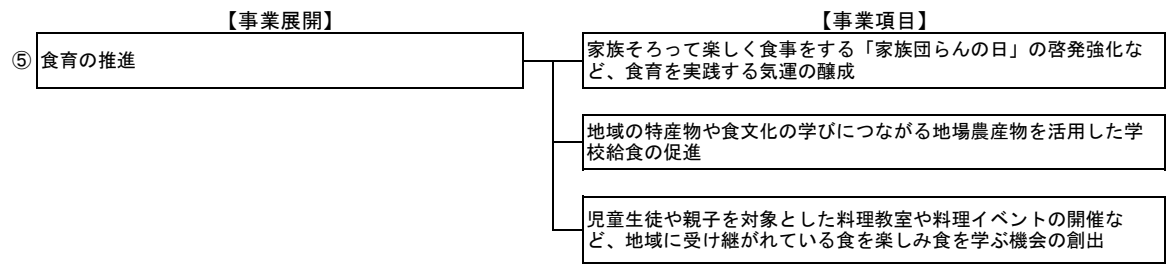 【事業展開】
【事業項目】
⑤ 食育の推進
家族そろって楽しく食事をする「家族団らんの日」の啓発強化な
ど、食育を実践する気運の醸成
地域の特産物や食文化の学びにつながる地場農産物を活用した学
校給食の促進
児童生徒や親子を対象とした料理教室や料理イベントの開催な
ど、地域に受け継がれている食を楽しみ食を学ぶ機会の創出